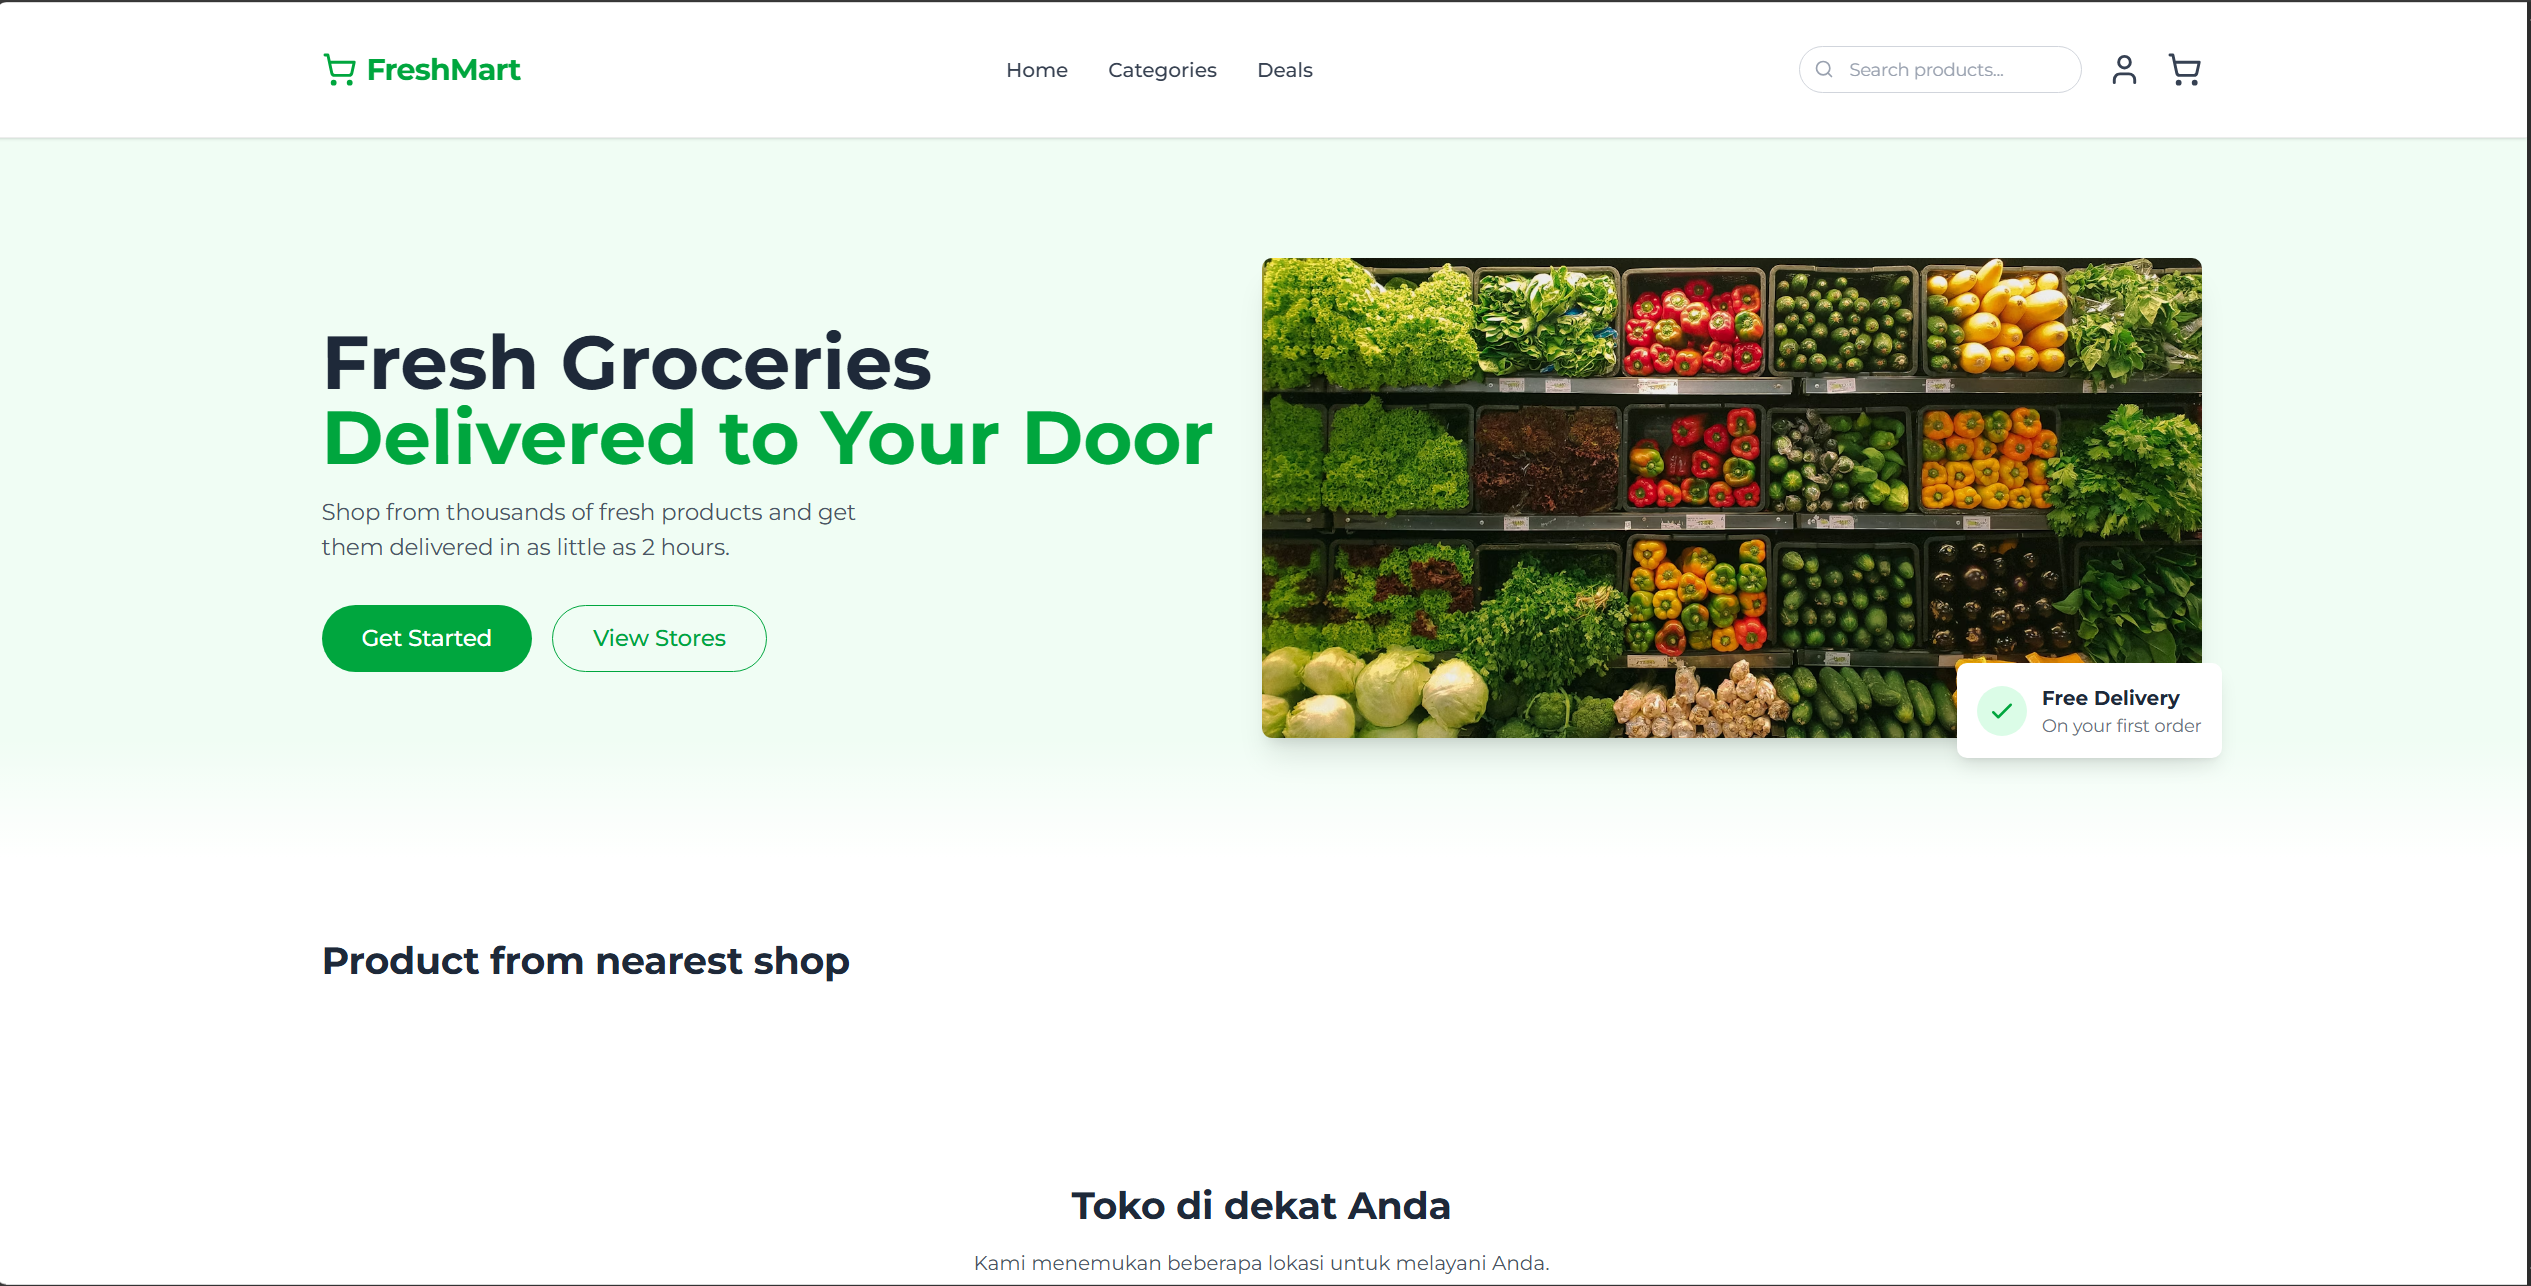 FreshMart
Home
Categories
Deals
Search products...
Fresh Groceries
Delivered to Your Door
Shop from thousands of fresh products and get
them delivered in as little as 2 hours.
Get Started
View Stores
Free Delivery
On your first order
Product from nearest shop
Toko di dekat Anda
Kami menemukan beberapa lokasi untuk melayani Anda.